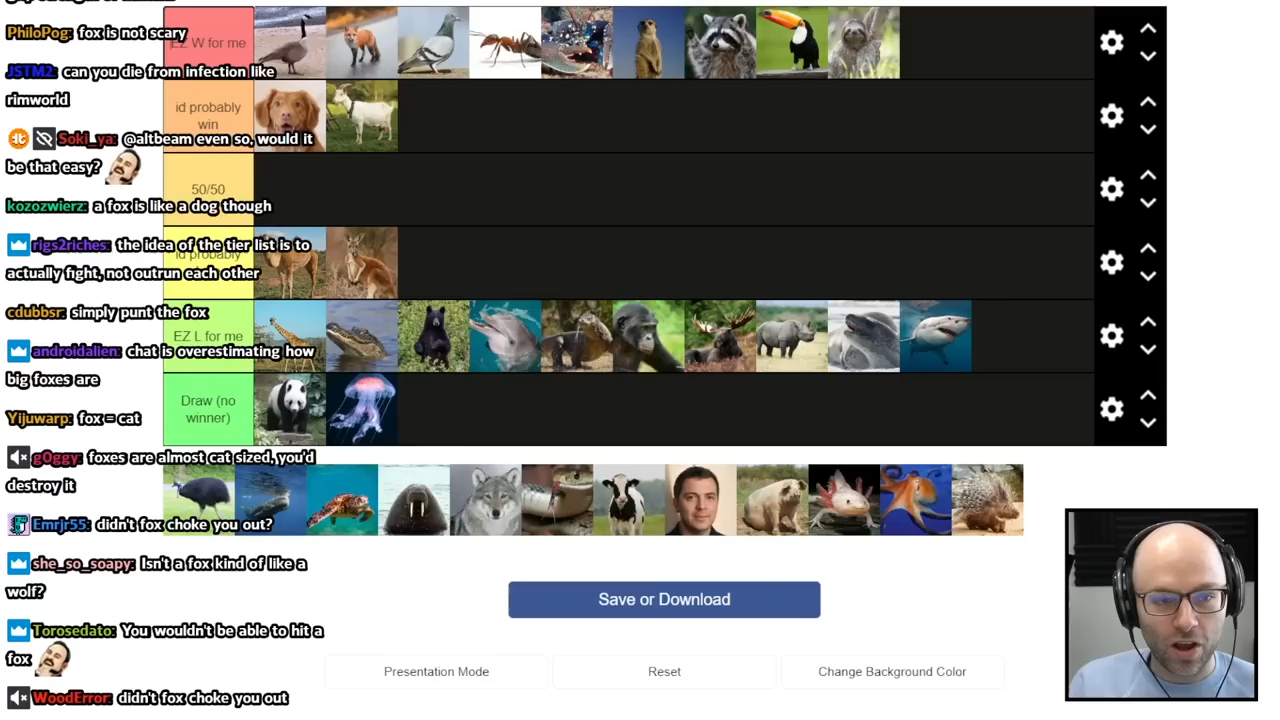 PhiloPog: fox is not scary
EZ W for me
JSTM2: can you die from infection like
rimworld
id probably
win
Soki_ya: @altbeam even so, would it
be that easy?
50/50
kozozwierz: a fox is like a dog though
rigs2riches: the idea of the tier list is to
actually fight, not outrun each other
id probably
cdubbsr: simply punt the fox
EZ L for me
androidalien: chat is overestimating how
big foxes are
Draw (no
winner)
Yijuwarp: fox = cat
g0ggy: foxes are almost cat sized, you'd
destroy it
Emrjr55: didn't fox choke you out?
she_so_soapy: Isn't a fox kind of like a
wolf?
Save or Download
Torosedato: You wouldn't be able to hit a
fox
Presentation Mode
Reset
Change Background Color
WoodError: didn't fox choke you out